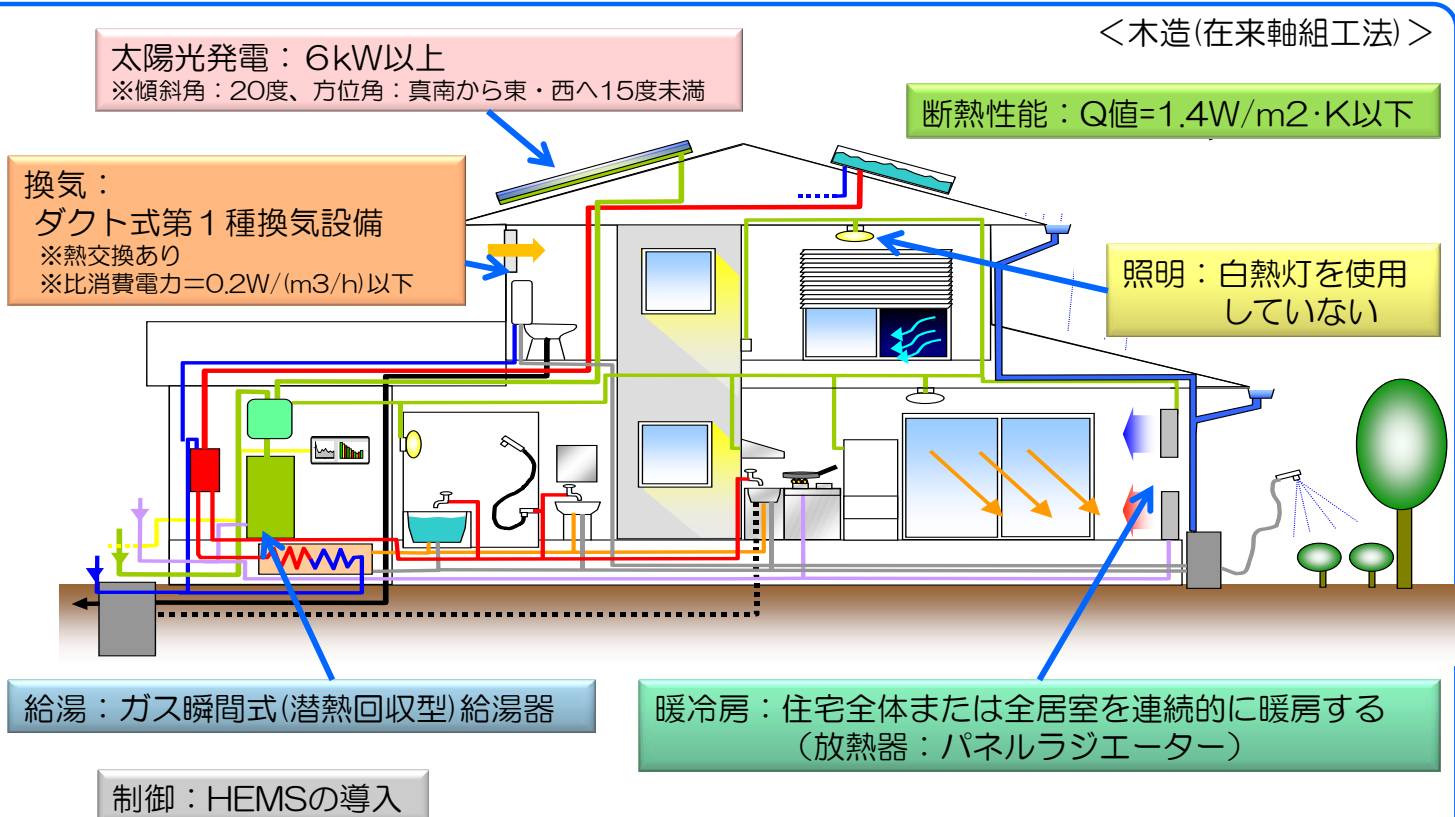 <木造(在来軸組工法)>
太陽光発電：6kW以上
※傾斜角：20度、方位角：真南から東・西へ15度未満
断熱性能：Q値=1.4W/m2·K以下
換気：
ダクト式第1種換気設備
※熱交換あり
※比消費電力=0.2W/(m3/h)以下
照明：白熱灯を使用
していない
給湯：ガス瞬間式(潜熱回収型)給湯器
暖冷房：住宅全体または全居室を連続的に暖房する
（放熱器：パネルラジエーター）
制御：HEMSの導入